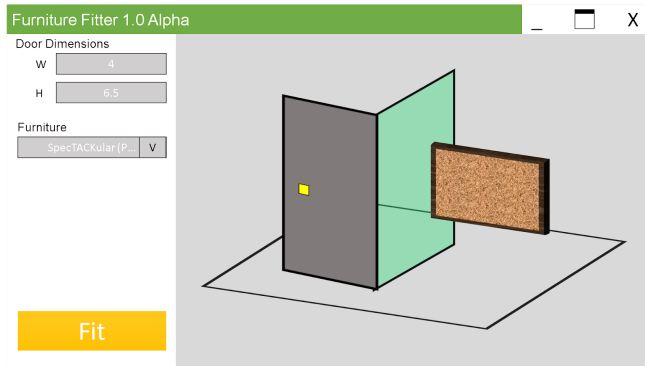 Furniture Fitter 1.0 Alpha
_ X
Door Dimensions
W 4
H 6.5
Furniture
SpecTACKular (P... V
Fit